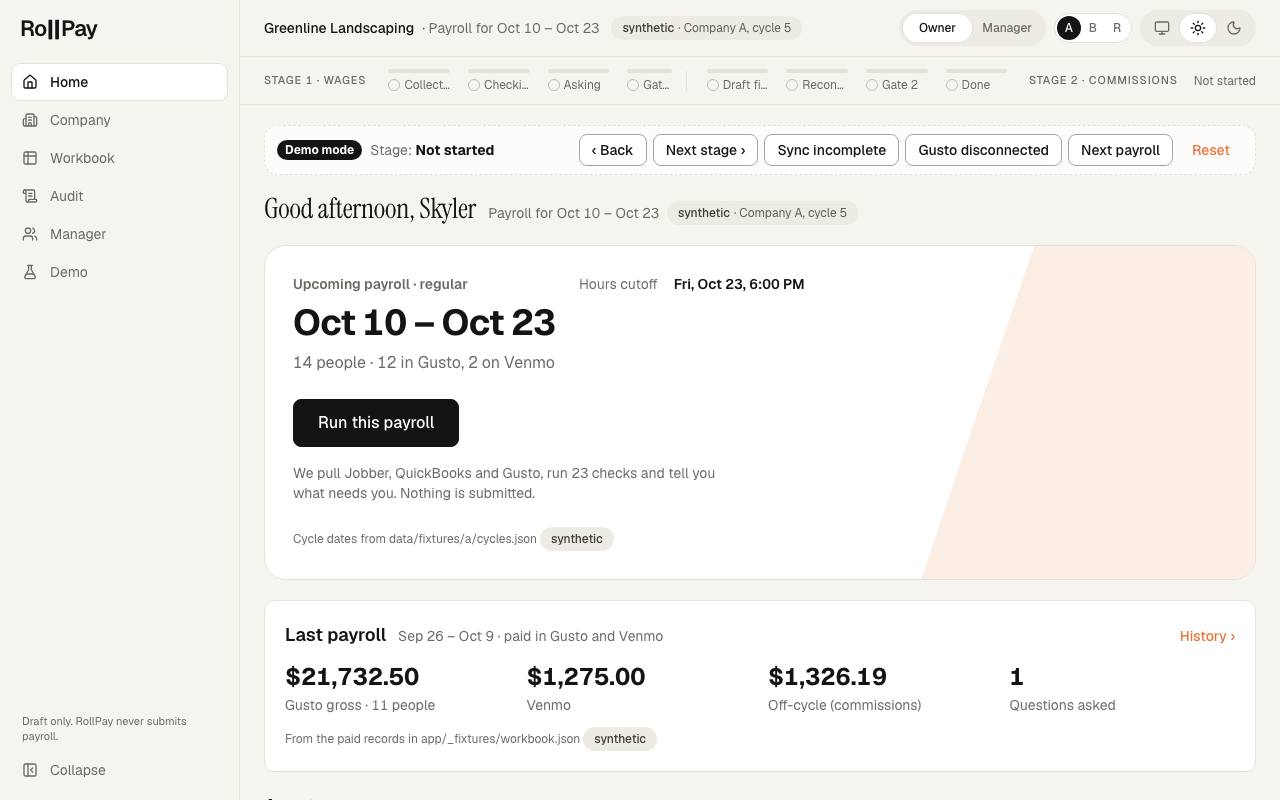 RollPay
Home
Company
Workbook
Audit
Manager
Demo
Draft only. RollPay never submits
payroll.
Collapse
Greenline Landscaping · Payroll for Oct 10 – Oct 23 synthetic · Company A, cycle 5
Owner Manager
A B R
STAGE 1 · WAGES
Collect… Checki… Asking Gat… Draft fi… Recon… Gate 2 Done
STAGE 2 · COMMISSIONS Not started
Demo mode Stage: Not started
‹ Back Next stage › Sync incomplete Gusto disconnected Next payroll Reset
Good afternoon, Skyler Payroll for Oct 10 – Oct 23 synthetic · Company A, cycle 5
Upcoming payroll · regular Hours cutoff Fri, Oct 23, 6:00 PM
Oct 10 – Oct 23
14 people · 12 in Gusto, 2 on Venmo
Run this payroll
We pull Jobber, QuickBooks and Gusto, run 23 checks and tell you
what needs you. Nothing is submitted.
Cycle dates from data/fixtures/a/cycles.json synthetic
Last payroll Sep 26 – Oct 9 · paid in Gusto and Venmo History ›
$21,732.50 $1,275.00 $1,326.19 1
Gusto gross · 11 people Venmo Off-cycle (commissions) Questions asked
From the paid records in app/_fixtures/workbook.json synthetic